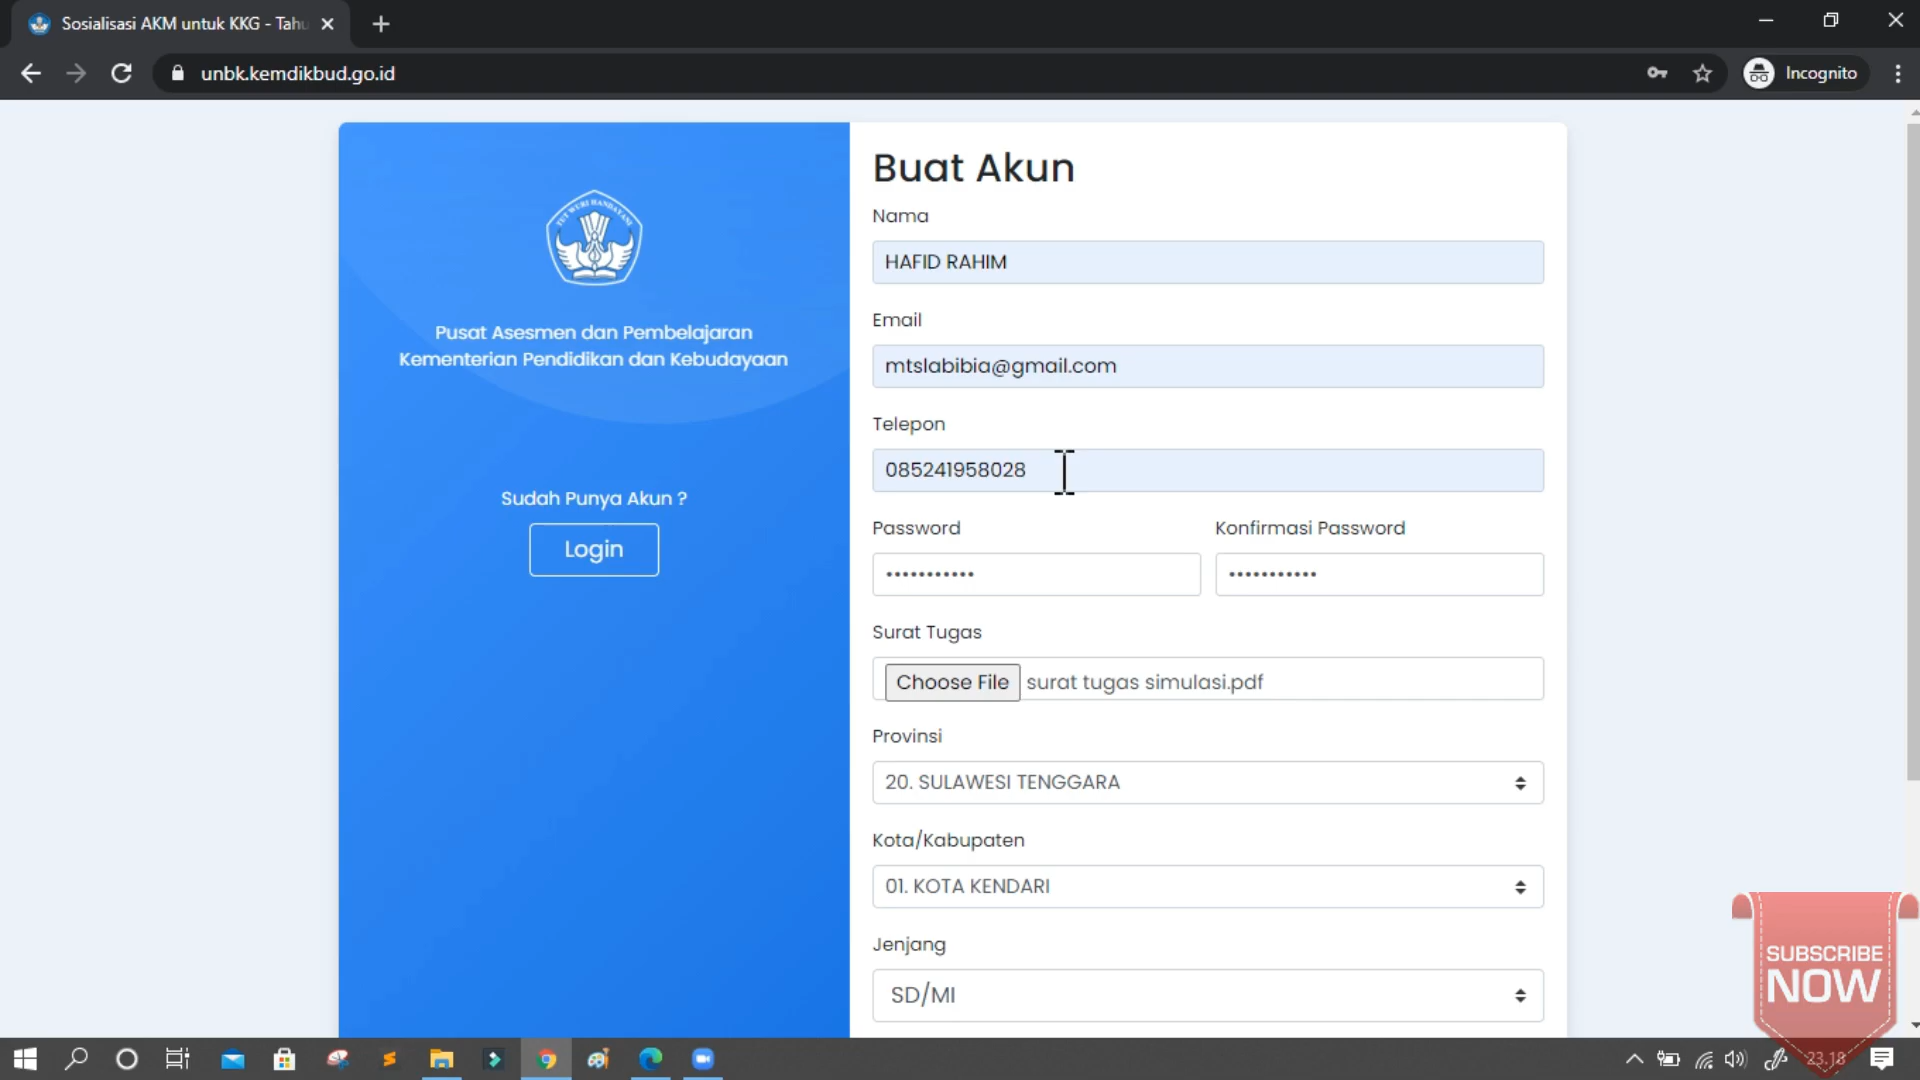 Sosialisasi AKM untuk KKG - Tahu
unbk.kemdikbud.go.id
Incognito
TUT WURI HANDAYANI
Pusat Asesmen dan Pembelajaran
Kementerian Pendidikan dan Kebudayaan
Sudah Punya Akun ?
Login
Buat Akun
Nama
HAFID RAHIM
Email
mtslabibia@gmail.com
Telepon
085241958028
Password
Konfirmasi Password
•••••••••••
•••••••••••
Surat Tugas
Choose File surat tugas simulasi.pdf
Provinsi
20. SULAWESI TENGGARA
Kota/Kabupaten
01. KOTA KENDARI
Jenjang
SD/MI
SUBSCRIBE
NOW
23.18